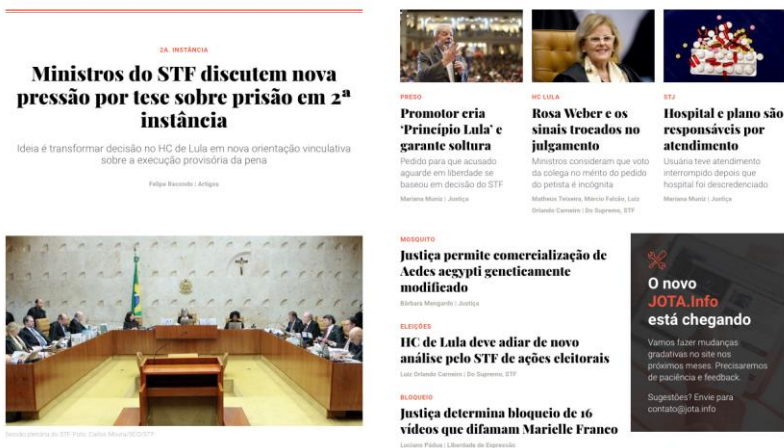 2A. INSTÂNCIA
Ministros do STF discutem nova
pressão por tese sobre prisão em 2ª
instância
Ideia é transformar decisão no HC de Lula em nova orientação vinculativa
sobre a execução provisória da pena
Felipe Recondo | Artigos
Sessão plenária do STF. Foto: Carlos Moura/SCO/STF
PRESO
Promotor cria
'Princípio Lula' e
garante soltura
Pedido para que acusado
aguarde em liberdade se
baseou em decisão do STF
Mariana Muniz | Justiça
HC LULA
Rosa Weber e os
sinais trocados no
julgamento
Ministros consideram que voto
da colega no mérito do pedido
do petista é incógnita
Matheus Teixeira, Márcio Falcão, Luiz
Orlando Carneiro | Do Supremo, STF
STJ
Hospital e plano são
responsáveis por
atendimento
Usuária teve atendimento
interrompido depois que
hospital foi descredenciado
Mariana Muniz | Justiça
MOSQUITO
Justiça permite comercialização de
Aedes aegypti geneticamente
modificado
Bárbara Mengardo | Justiça
ELEIÇÕES
HC de Lula deve adiar de novo
análise pelo STF de ações eleitorais
Luiz Orlando Carneiro | Do Supremo, STF
BLOQUEIO
Justiça determina bloqueio de 16
vídeos que difamam Marielle Franco
Luciano Pádua | Liberdade de Expressão
O novo
JOTA.Info
está chegando
Vamos fazer mudanças
gradativas no site nos
próximos meses. Precisaremos
de paciência e feedback.
Sugestões? Envie para
contato@jota.info